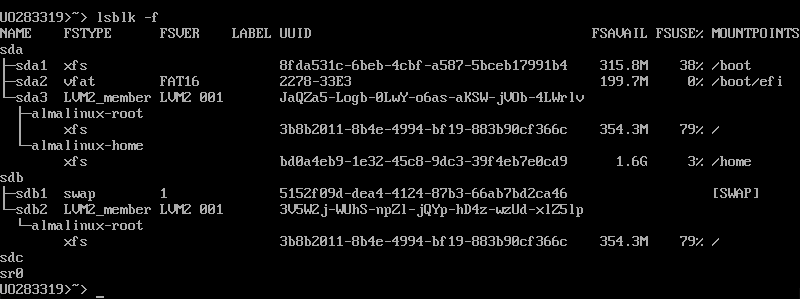 UO283319>~> lsblk -f
NAME FSTYPE FSVER LABEL UUID FSAVAIL FSUSE% MOUNTPOINTS
sda
├─sda1 xfs 8fda531c-6beb-4cbf-a587-5bceb17991b4 315.8M 38% /boot
├─sda2 vfat FAT16 2278-33E3 199.7M 0% /boot/efi
└─sda3 LVM2_member LVM2 001 JaQZa5-Logb-0LwY-o6as-aKSW-jVOb-4LWrlv
├─almalinux-root
│ xfs 3b8b2011-8b4e-4994-bf19-883b90cf366c 354.3M 79% /
└─almalinux-home
xfs bd0a4eb9-1e32-45c8-9dc3-39f4eb7e0cd9 1.6G 3% /home
sdb
├─sdb1 swap 1 5152f09d-dea4-4124-87b3-66ab7bd2ca46 [SWAP]
└─sdb2 LVM2_member LVM2 001 3V5W2j-WUhS-npZl-jQYp-hD4z-wzUd-xlZ5lp
└─almalinux-root
xfs 3b8b2011-8b4e-4994-bf19-883b90cf366c 354.3M 79% /
sdc
sr0
UO283319>~> _